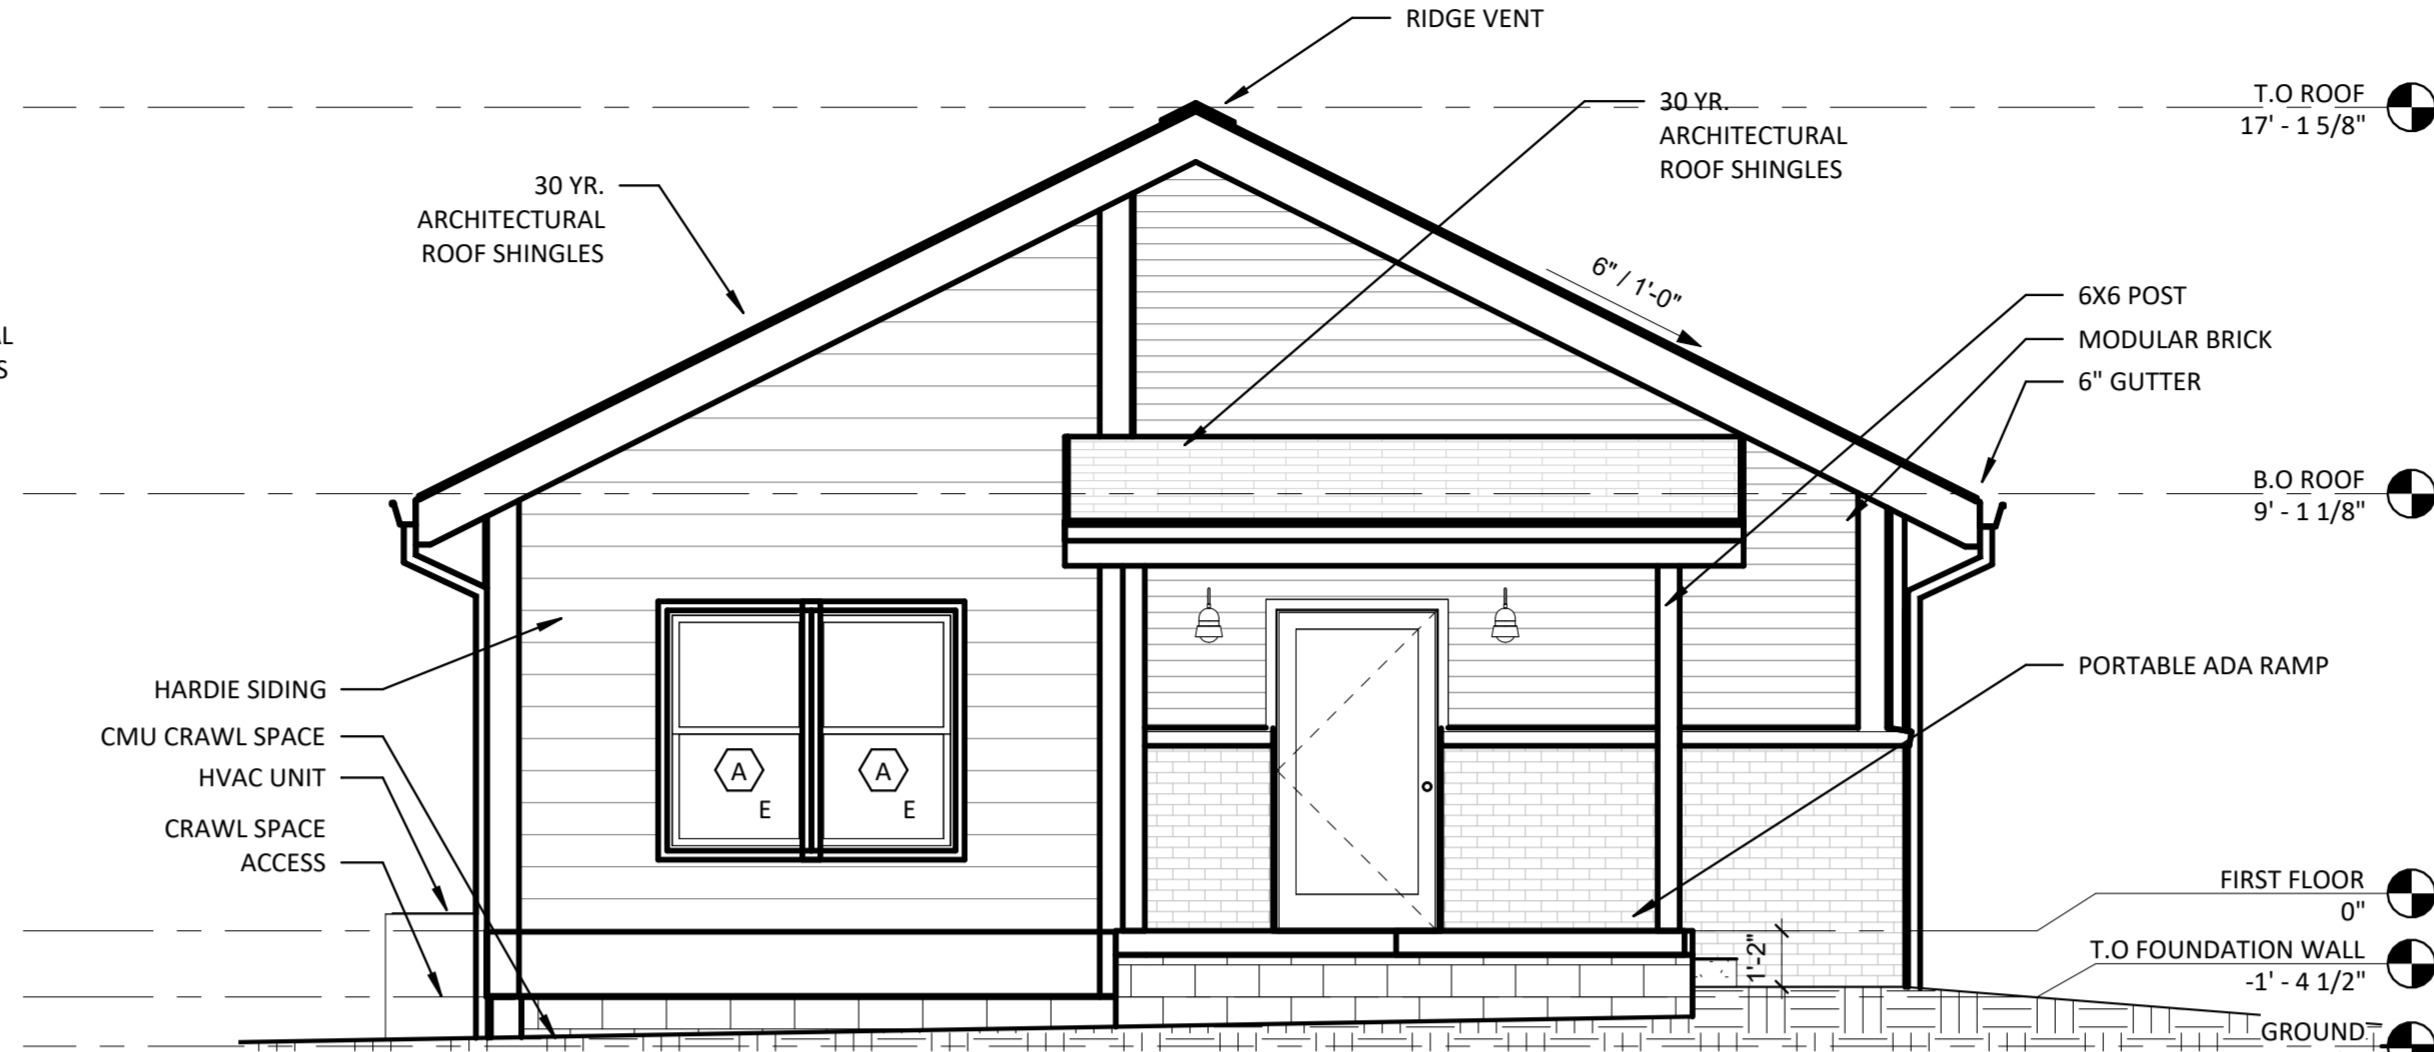 RIDGE VENT
T.O ROOF
17' - 1 5/8"
30 YR.
ARCHITECTURAL
ROOF SHINGLES
30 YR.
ARCHITECTURAL
ROOF SHINGLES
6" / 1'-0"
6X6 POST
MODULAR BRICK
6" GUTTER
AL
S
B.O ROOF
9' - 1 1/8"
HARDIE SIDING
CMU CRAWL SPACE
HVAC UNIT
CRAWL SPACE
ACCESS
A
E
A
E
PORTABLE ADA RAMP
FIRST FLOOR
0"
1'-2"
T.O FOUNDATION WALL
-1' - 4 1/2"
GROUND